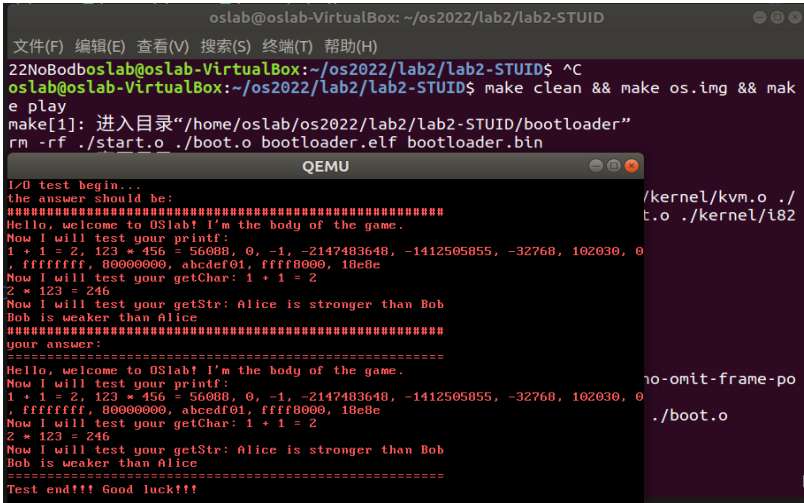 oslab@oslab-VirtualBox: ~/os2022/lab2/lab2-STUID
文件(F) 编辑(E) 查看(V) 搜索(S) 终端(T) 帮助(H)
22NoBodboslab@oslab-VirtualBox:~/os2022/lab2/lab2-STUID$ ^C
oslab@oslab-VirtualBox:~/os2022/lab2/lab2-STUID$ make clean && make os.img && mak
e play
make[1]: 进入目录“/home/oslab/os2022/lab2/lab2-STUID/bootloader”
rm -rf ./start.o ./boot.o bootloader.elf bootloader.bin
QEMU
I/O test begin...
the answer should be:
######################################################
Hello, welcome to OSlab! I'm the body of the game.
Now I will test your printf:
1 + 1 = 2, 123 * 456 = 56088, 0, -1, -2147483648, -1412505855, -32768, 102030, 0
, ffffffff, 80000000, abcdef01, ffff8000, 18e8e
Now I will test your getChar: 1 + 1 = 2
2 * 123 = 246
Now I will test your getStr: Alice is stronger than Bob
Bob is weaker than Alice
######################################################
your answer:
======================================================
Hello, welcome to OSlab! I'm the body of the game.
Now I will test your printf:
1 + 1 = 2, 123 * 456 = 56088, 0, -1, -2147483648, -1412505855, -32768, 102030, 0
, ffffffff, 80000000, abcedf01, ffff8000, 18e8e
Now I will test your getChar: 1 + 1 = 2
2 * 123 = 246
Now I will test your getStr: Alice is stronger than Bob
Bob is weaker than Alice
======================================================
Test end!!! Good luck!!!
/kernel/kvm.o ./
t.o ./kernel/i82
no-omit-frame-po
./boot.o